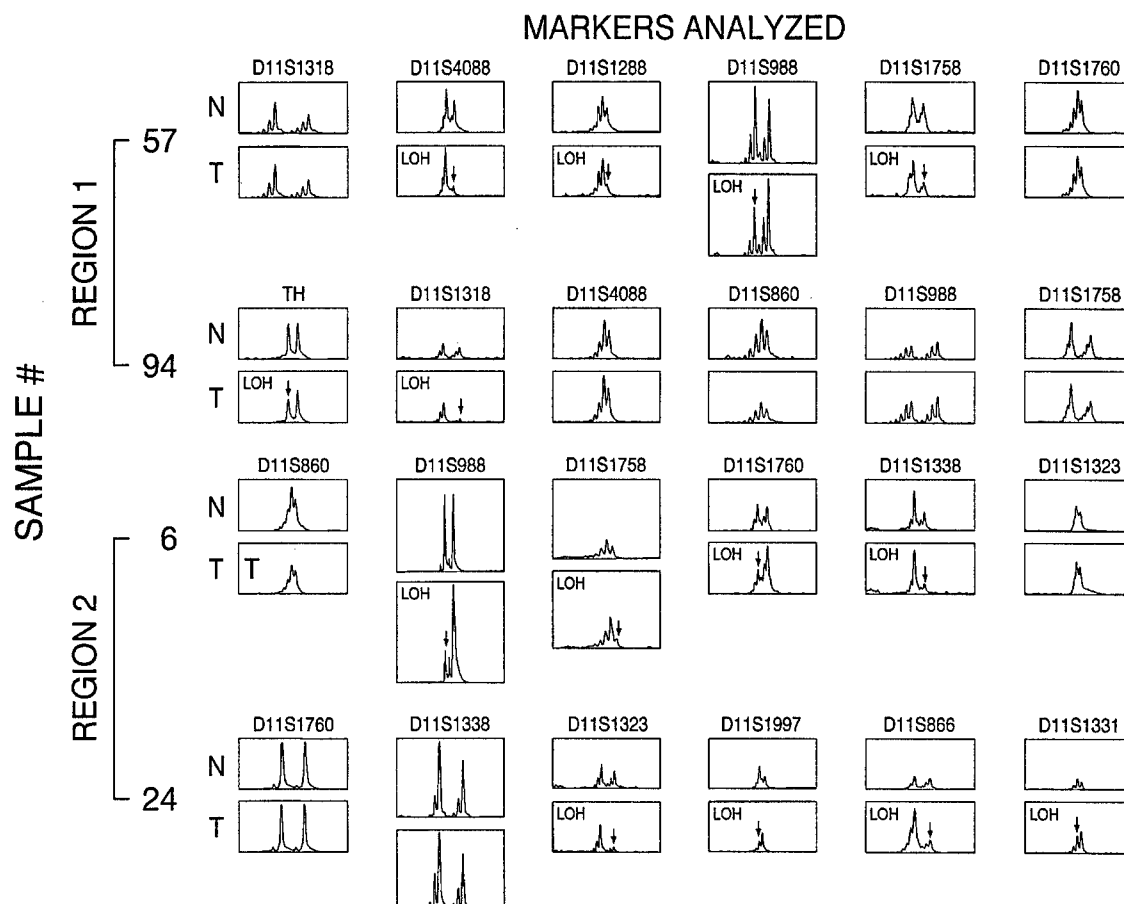 MARKERS ANALYZED
D11S1318 D11S4088 D11S1288 D11S988 D11S1758 D11S1760
N
57
T LOH LOH LOH LOH
REGION 1
TH D11S1318 D11S4088 D11S860 D11S988 D11S1758
N
94
T LOH LOH
SAMPLE #
D11S860 D11S988 D11S1758 D11S1760 D11S1338 D11S1323
N
6
T T LOH LOH LOH LOH
REGION 2
D11S1760 D11S1338 D11S1323 D11S1997 D11S866 D11S1331
N
24
T LOH LOH LOH LOH